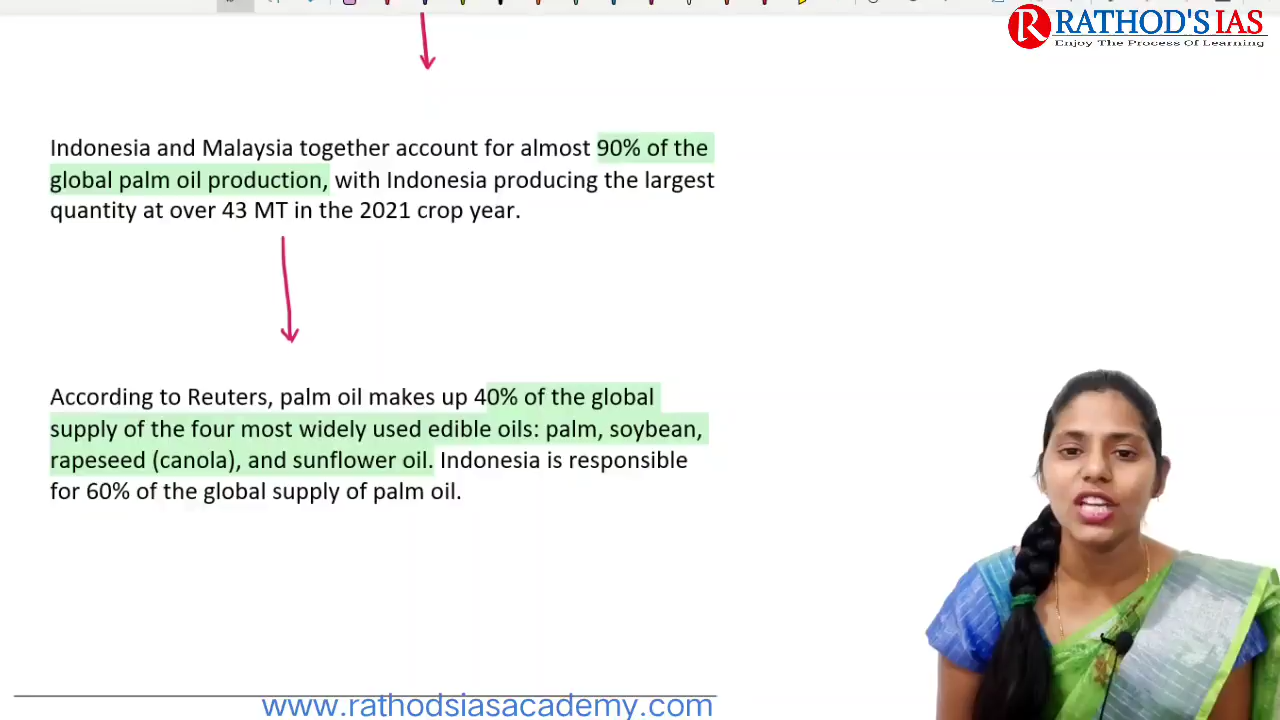 RATHOD'S IAS
Enjoy The Process Of Learning
Indonesia and Malaysia together account for almost 90% of the
global palm oil production, with Indonesia producing the largest
quantity at over 43 MT in the 2021 crop year.
According to Reuters, palm oil makes up 40% of the global
supply of the four most widely used edible oils: palm, soybean,
rapeseed (canola), and sunflower oil. Indonesia is responsible
for 60% of the global supply of palm oil.
www.rathodsiasacademy.com